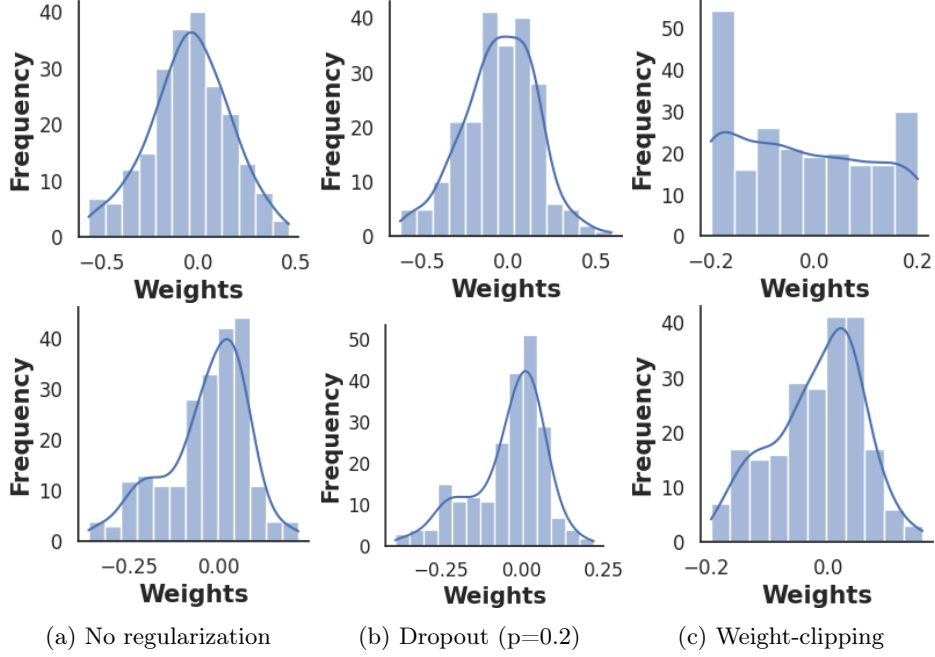 40
30
20
10
0
Frequency
−0.5 0.0 0.5
Weights
40
30
20
10
0
Frequency
−0.5 0.0 0.5
Weights
50
40
30
20
10
0
Frequency
−0.2 0.0 0.2
Weights
40
30
20
10
0
Frequency
−0.25 0.00
Weights
50
40
30
20
10
0
Frequency
−0.25 0.00 0.25
Weights
40
30
20
10
0
Frequency
−0.2 0.0
Weights
(a) No regularization
(b) Dropout (p=0.2)
(c) Weight-clipping